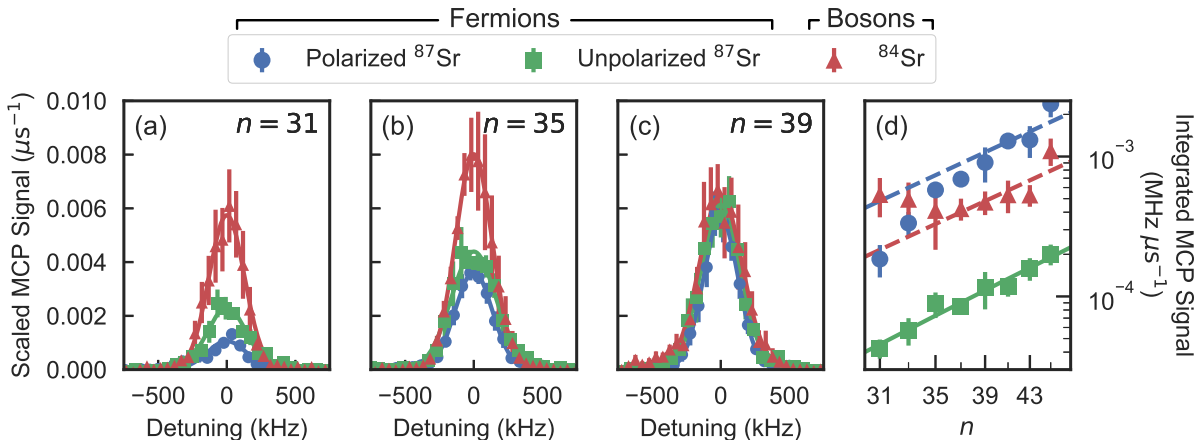 Fermions Bosons
Polarized ⁸⁷Sr Unpolarized ⁸⁷Sr ⁸⁴Sr
Scaled MCP Signal (μs⁻¹)
0.010
0.008
0.006
0.004
0.002
0.000
(a) n = 31
−500 0 500
Detuning (kHz)
(b) n = 35
−500 0 500
Detuning (kHz)
(c) n = 39
−500 0 500
Detuning (kHz)
(d)
31 35 39 43
n
10⁻³
10⁻⁴
Integrated MCP Signal
(MHz μs⁻¹)